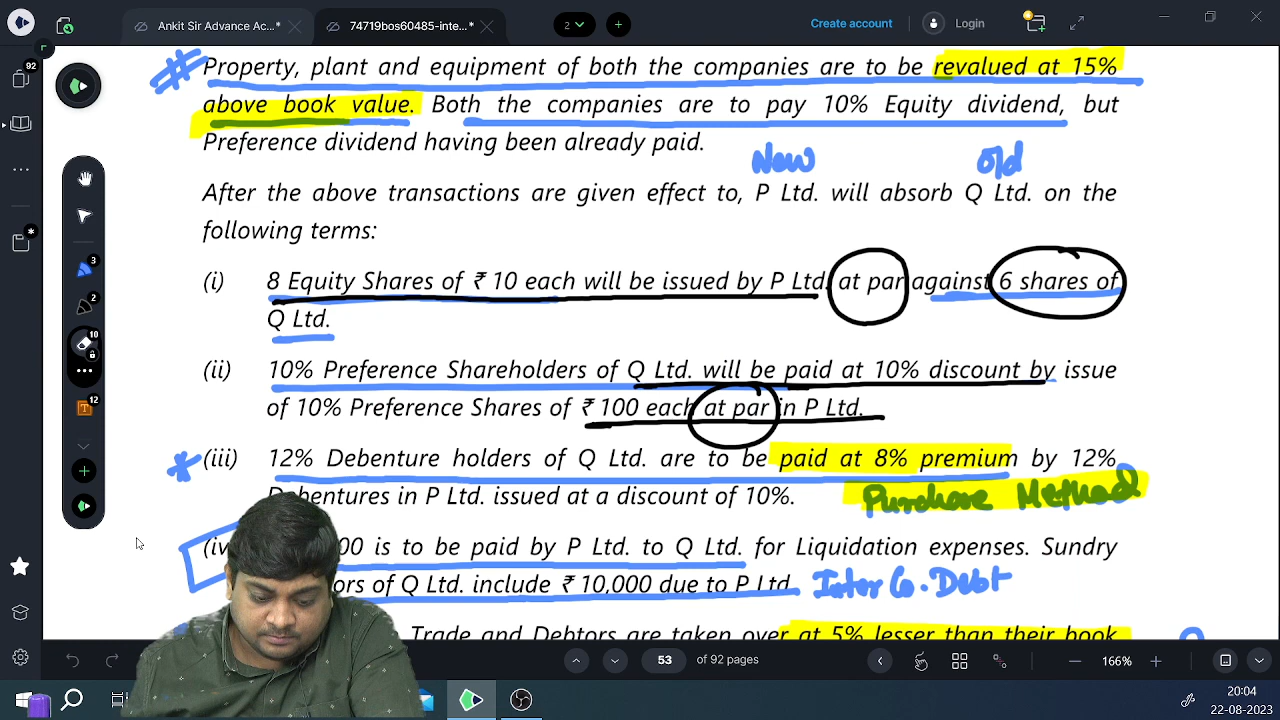 Ankit Sir Advance ...*
74719bos60485-inte...*
2
Create account
Login
92
Property, plant and equipment of both the companies are to be revalued at 15%
above book value. Both the companies are to pay 10% Equity dividend, but
Preference dividend having been already paid.
New
Old
After the above transactions are given effect to, P Ltd. will absorb Q Ltd. on the
following terms:
(i) 8 Equity Shares of ₹ 10 each will be issued by P Ltd. at par against 6 shares of
Q Ltd.
(ii) 10% Preference Shareholders of Q Ltd. will be paid at 10% discount by issue
of 10% Preference Shares of ₹ 100 each at par in P Ltd.
(iii) 12% Debenture holders of Q Ltd. are to be paid at 8% premium by 12%
Debentures in P Ltd. issued at a discount of 10%.
Purchase Method
(iv 00 is to be paid by P Ltd. to Q Ltd. for Liquidation expenses. Sundry
ors of Q Ltd. include ₹ 10,000 due to P Ltd.
Inter Co. Debt
Trade and Debtors are taken over at 5% lesser than their book
3
2
10
12
53 of 92 pages
166%
20:04
22-08-2023